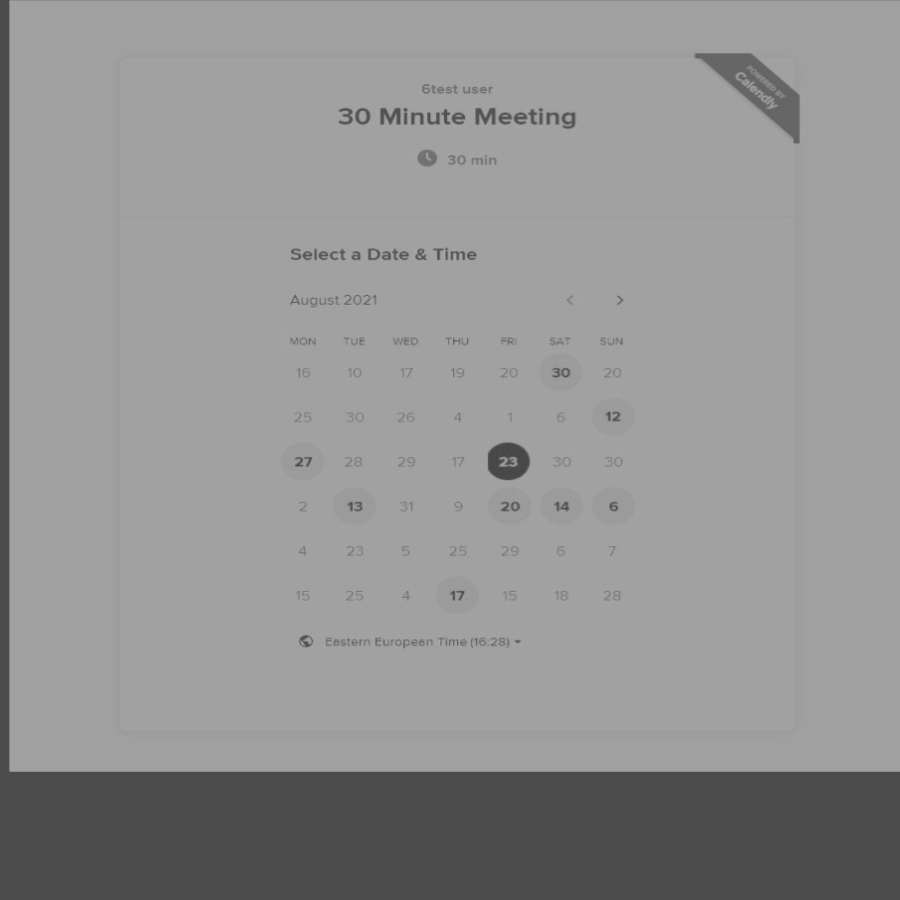 POWERED BY
Calendly
6test user
30 Minute Meeting
30 min
Select a Date & Time
August 2021
MON TUE WED THU FRI SAT SUN
16 10 17 19 20 30 20
25 30 26 4 1 6 12
27 28 29 17 23 30 30
2 13 31 9 20 14 6
4 23 5 25 29 6 7
15 25 4 17 15 18 28
Eastern European Time (16:28)